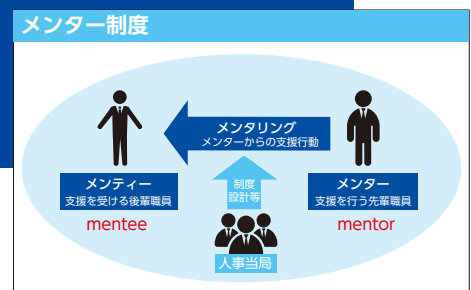 メンター制度
メンタリング
メンターからの支援行動
メンティー
支援を受ける後輩職員
mentee
制度
設計等
メンター
支援を行う先輩職員
mentor
人事当局